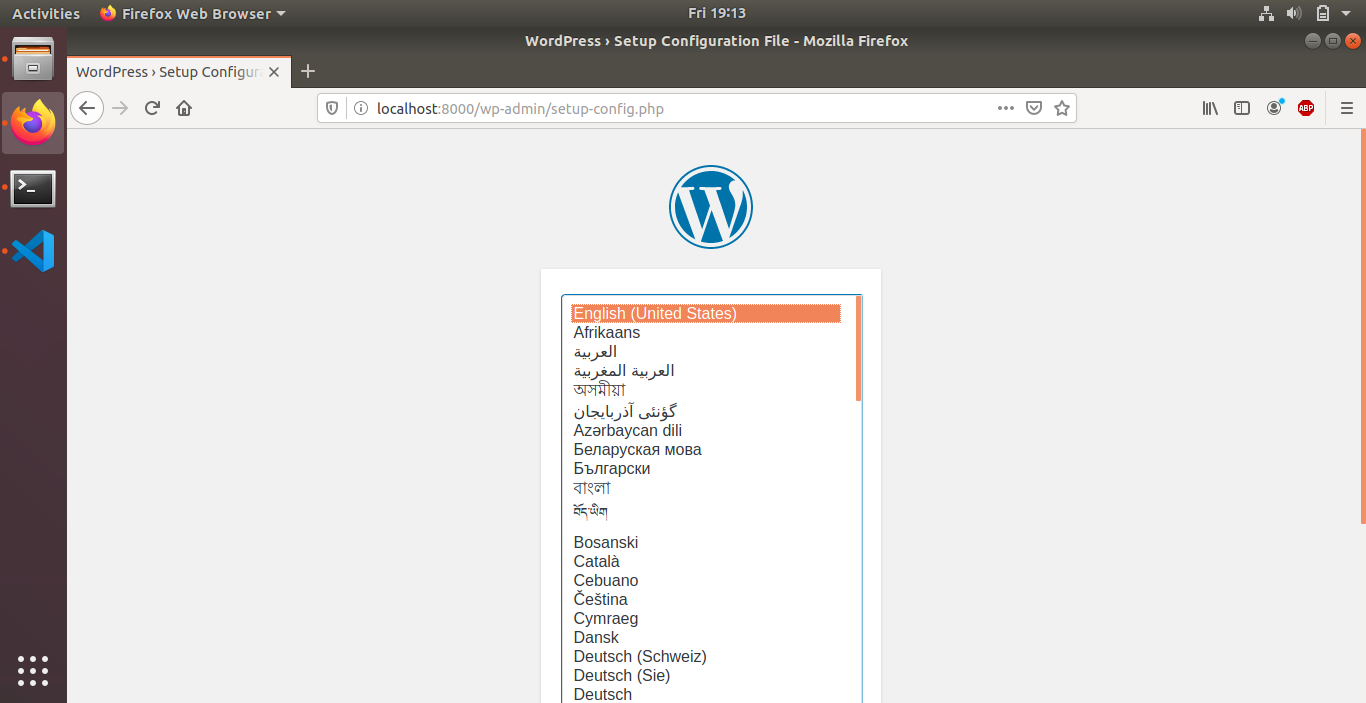 Activities
Firefox Web Browser
Fri 19:13
WordPress › Setup Configuration File - Mozilla Firefox
WordPress › Setup Configur
localhost:8000/wp-admin/setup-config.php
ABP
W
English (United States)
Afrikaans
العربية
العربية المغربية
অসমীয়া
گؤنئی آذربایجان
Azərbaycan dili
Беларуская мова
Български
বাংলা
བོད་ཡིག
Bosanski
Català
Cebuano
Čeština
Cymraeg
Dansk
Deutsch (Schweiz)
Deutsch (Sie)
Deutsch